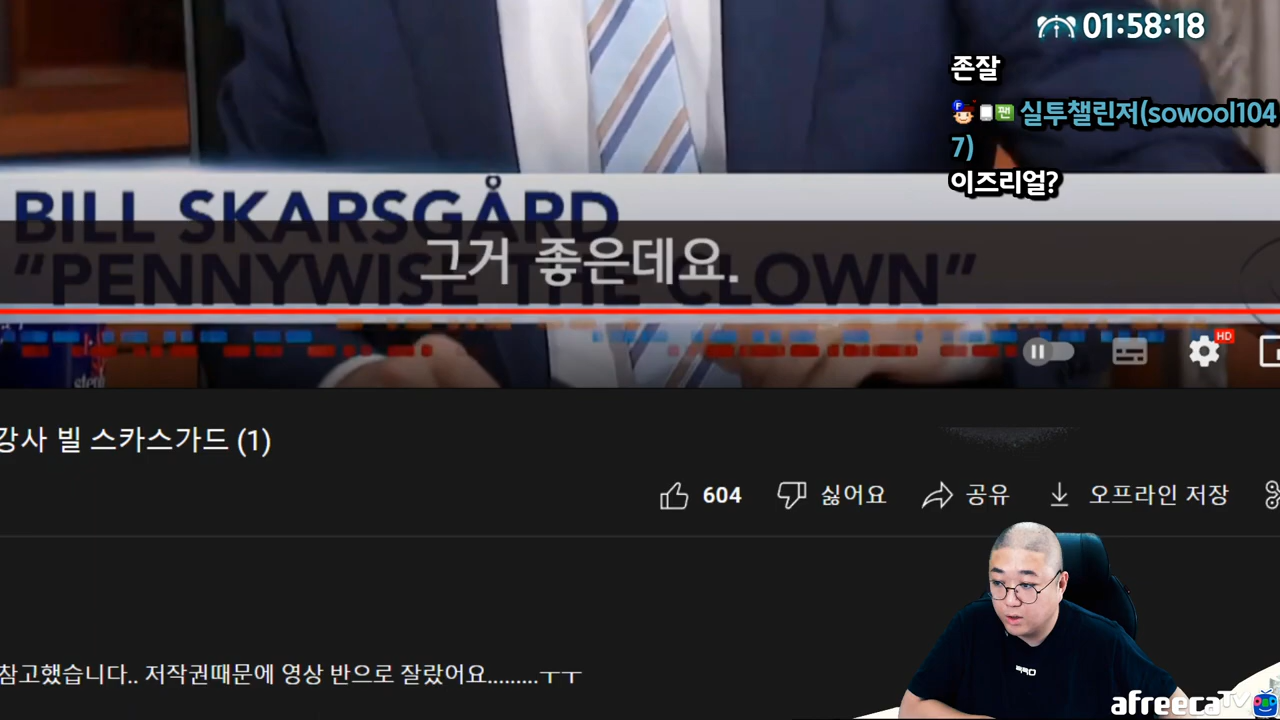 01:58:18
존잘
실투챌린저(sowool104
7)
이즈리얼?
BILL SKARSGÅRD
"PENNYWISE THE CLOWN"
그거 좋은데요.
HD
강사 빌 스카스가드 (1)
604 싫어요 공유 오프라인 저장
참고했습니다.. 저작권때문에 영상 반으로 잘랐어요.........ㅜㅜ
afreecaTV